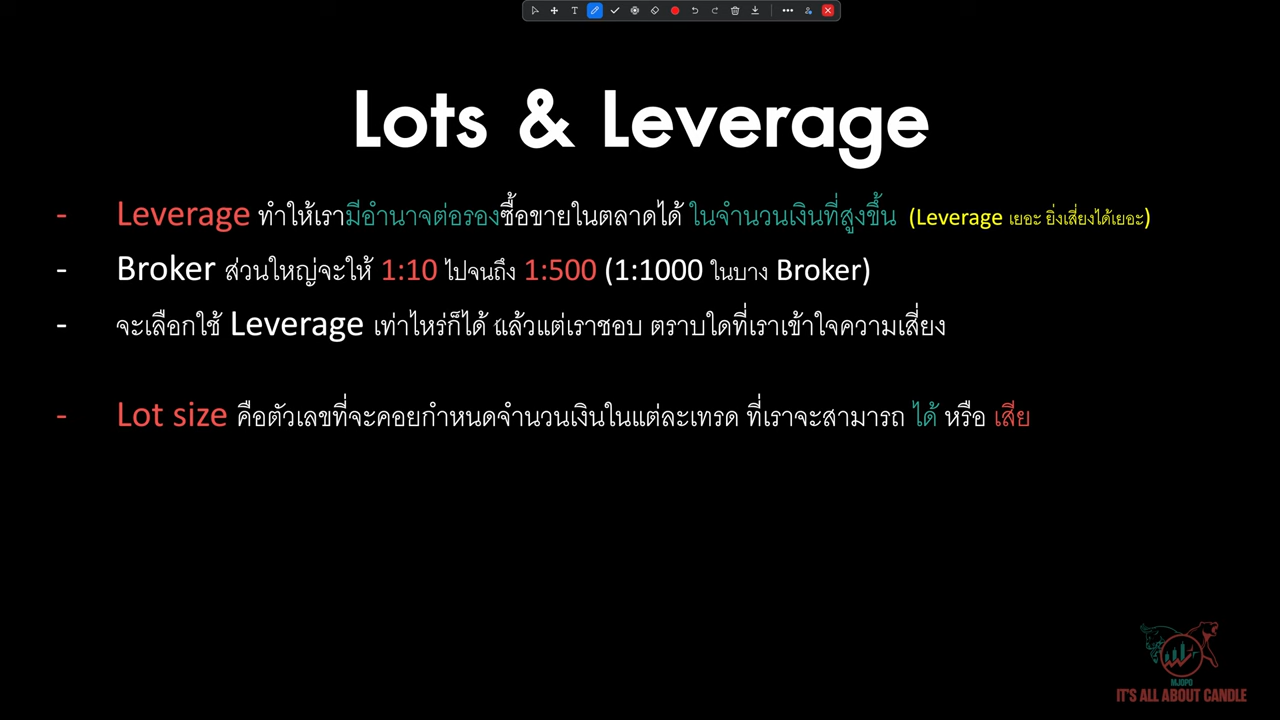 Lots & Leverage
- Leverage ทำให้เรามีอำนาจต่อรองซื้อขายในตลาดได้ ในจำนวนเงินที่สูงขึ้น (Leverage เยอะ ยิ่งเสี่ยงได้เยอะ)
- Broker ส่วนใหญ่จะให้ 1:10 ไปจนถึง 1:500 (1:1000 ในบาง Broker)
- จะเลือกใช้ Leverage เท่าไหร่ก็ได้ แล้วแต่เราชอบ ตราบใดที่เราเข้าใจความเสี่ยง
- Lot size คือตัวเลขที่จะคอยกำหนดจำนวนเงินในแต่ละเทรด ที่เราจะสามารถ ได้ หรือ เสีย
MJOPO
IT'S ALL ABOUT CANDLE